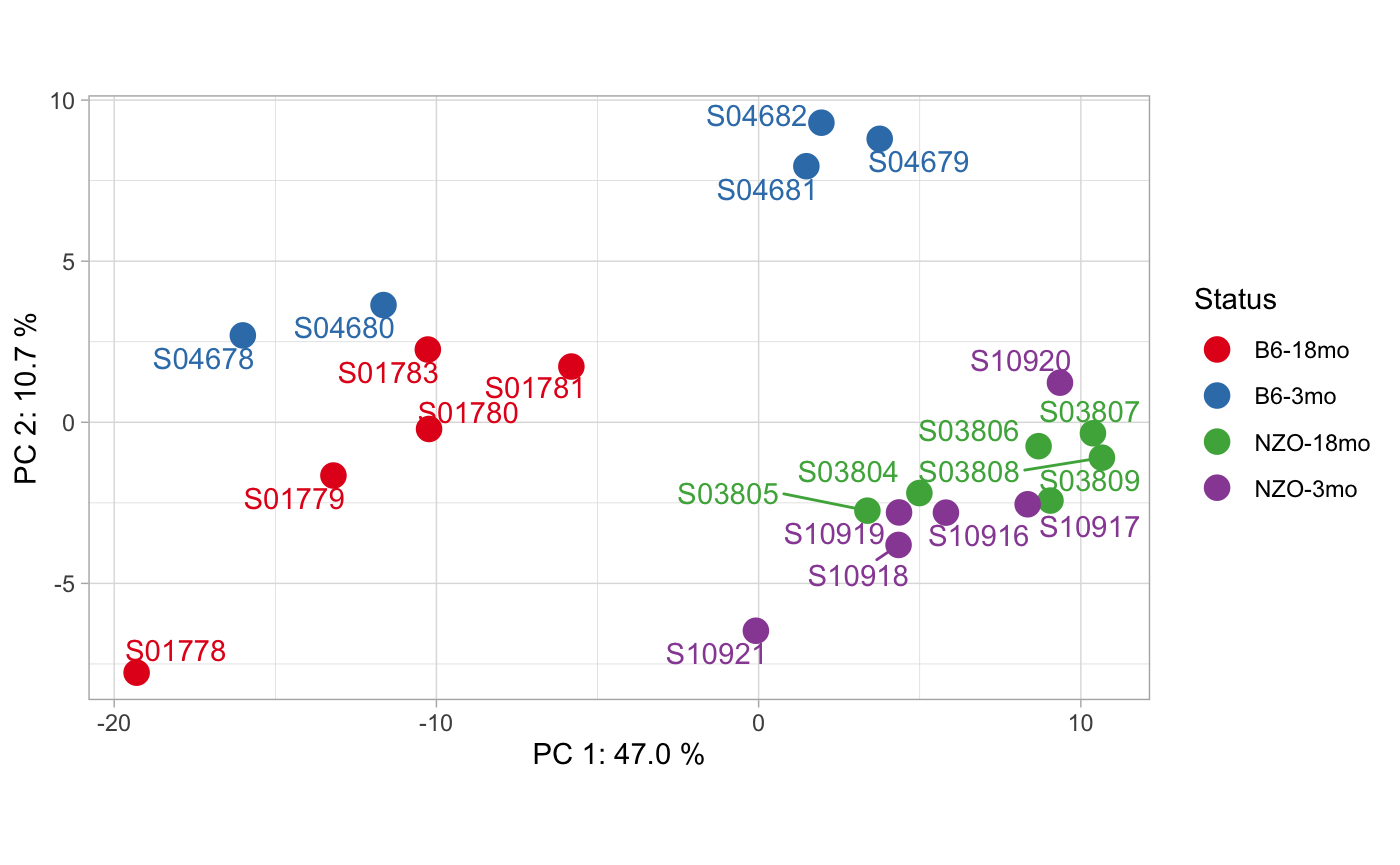 10
5
0
-5
-20
-10
0
10
PC 2: 10.7 %
PC 1: 47.0 %
S04682
S04679
S04681
S04680
S04678
S01783
S01781
S01780
S01779
S01778
S10920
S03807
S03806
S03804
S03808
S03809
S03805
S10919
S10916
S10917
S10918
S10921
Status
B6-18mo
B6-3mo
NZO-18mo
NZO-3mo